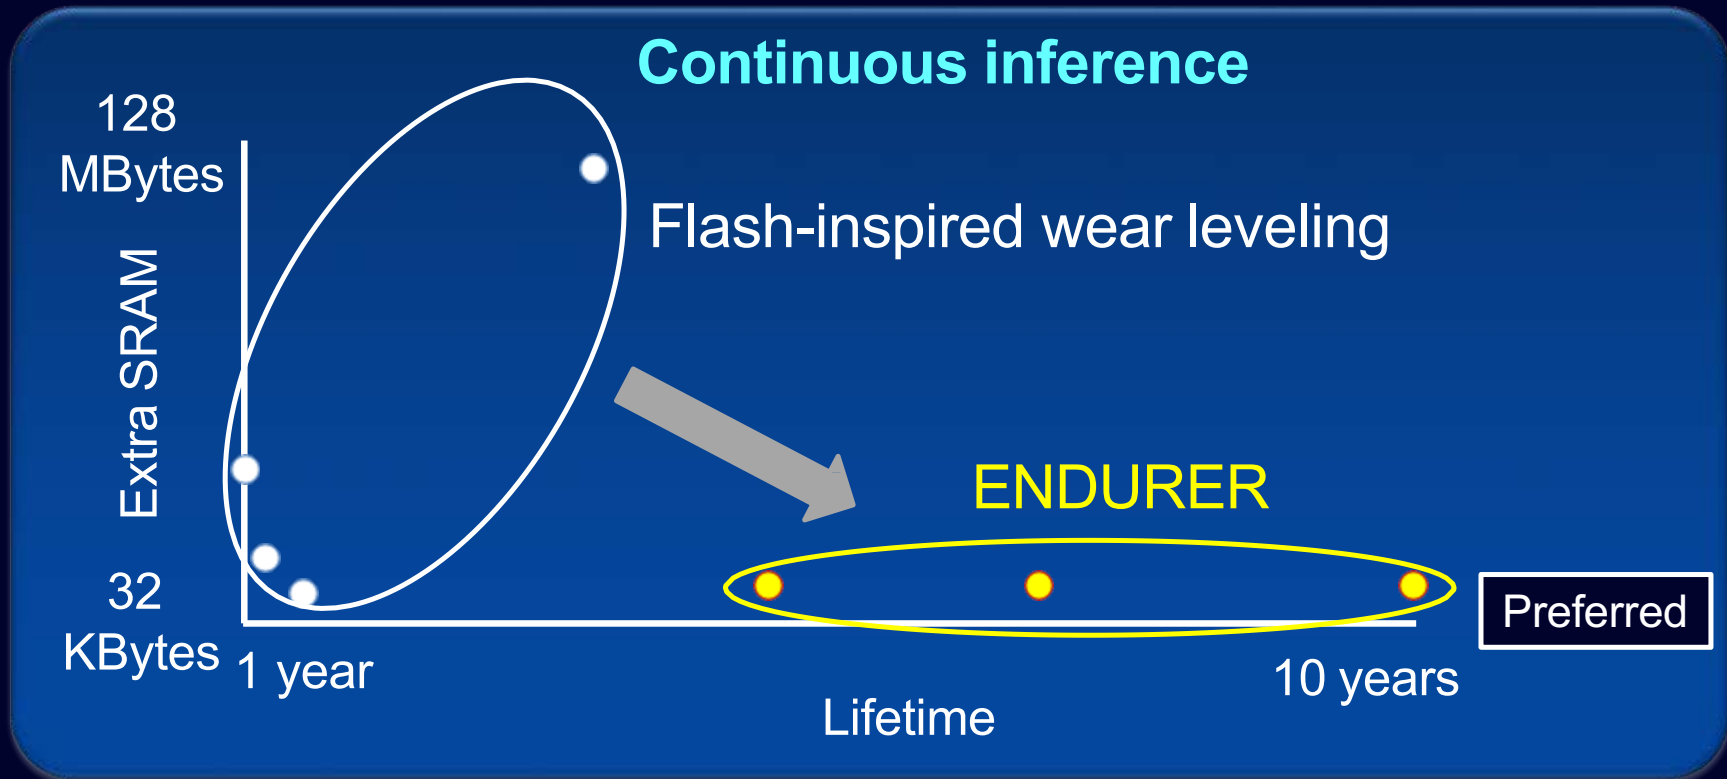 Continuous inference
128
MBytes
Flash-inspired wear leveling
Extra SRAM
ENDURER
32
KBytes
Preferred
1 year
10 years
Lifetime